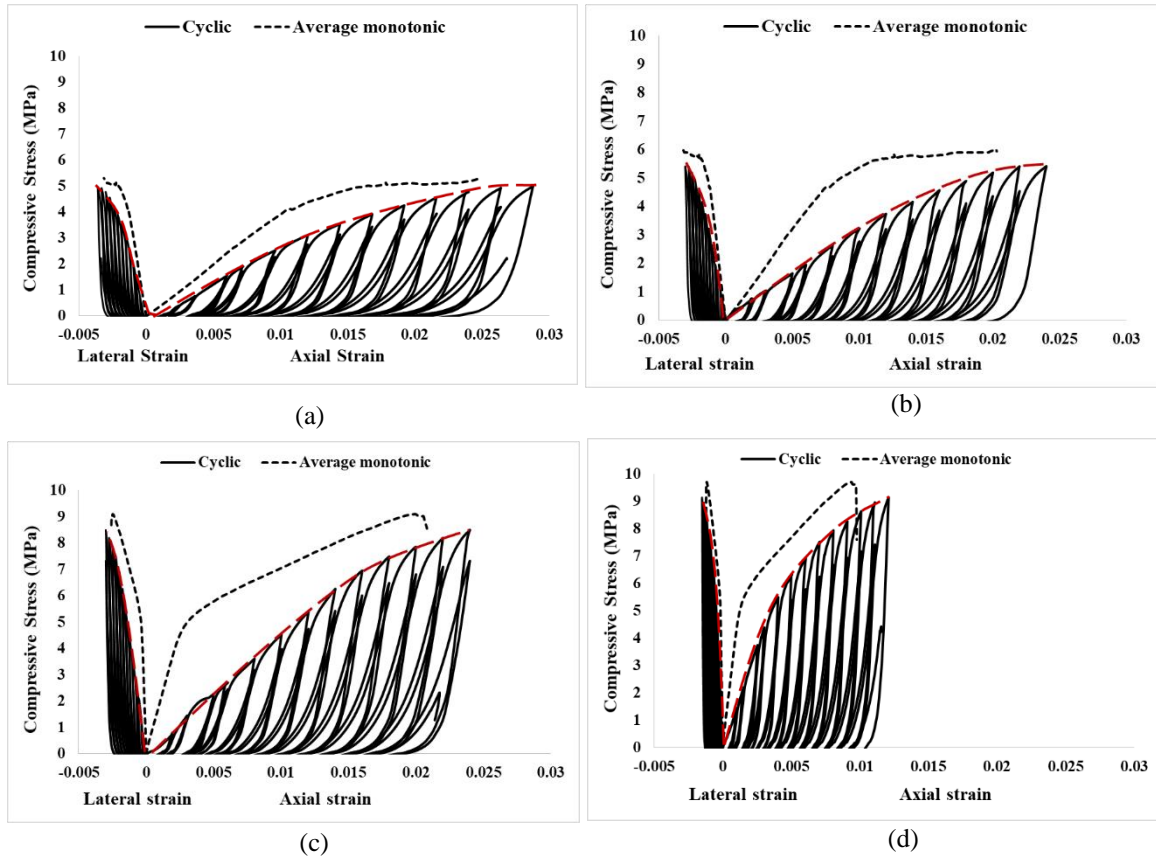 Cyclic Average monotonic
10
9
8
7
6
5
4
3
2
1
0
Compressive Stress (MPa)
-0.005 0 0.005 0.01 0.015 0.02 0.025 0.03
Lateral Strain Axial Strain
(a)
Cyclic Average monotonic
10
9
8
7
6
5
4
3
2
1
0
Compressive Stress (MPa)
-0.005 0 0.005 0.01 0.015 0.02 0.025 0.03
Lateral strain Axial strain
(b)
Cyclic Average monotonic
10
9
8
7
6
5
4
3
2
1
0
Compressive Stress (MPa)
-0.005 0 0.005 0.01 0.015 0.02 0.025 0.03
Lateral strain Axial strain
(c)
Cyclic Average monotonic
10
9
8
7
6
5
4
3
2
1
0
Compressive Stress (MPa)
-0.005 0 0.005 0.01 0.015 0.02 0.025 0.03
Lateral strain Axial strain
(d)